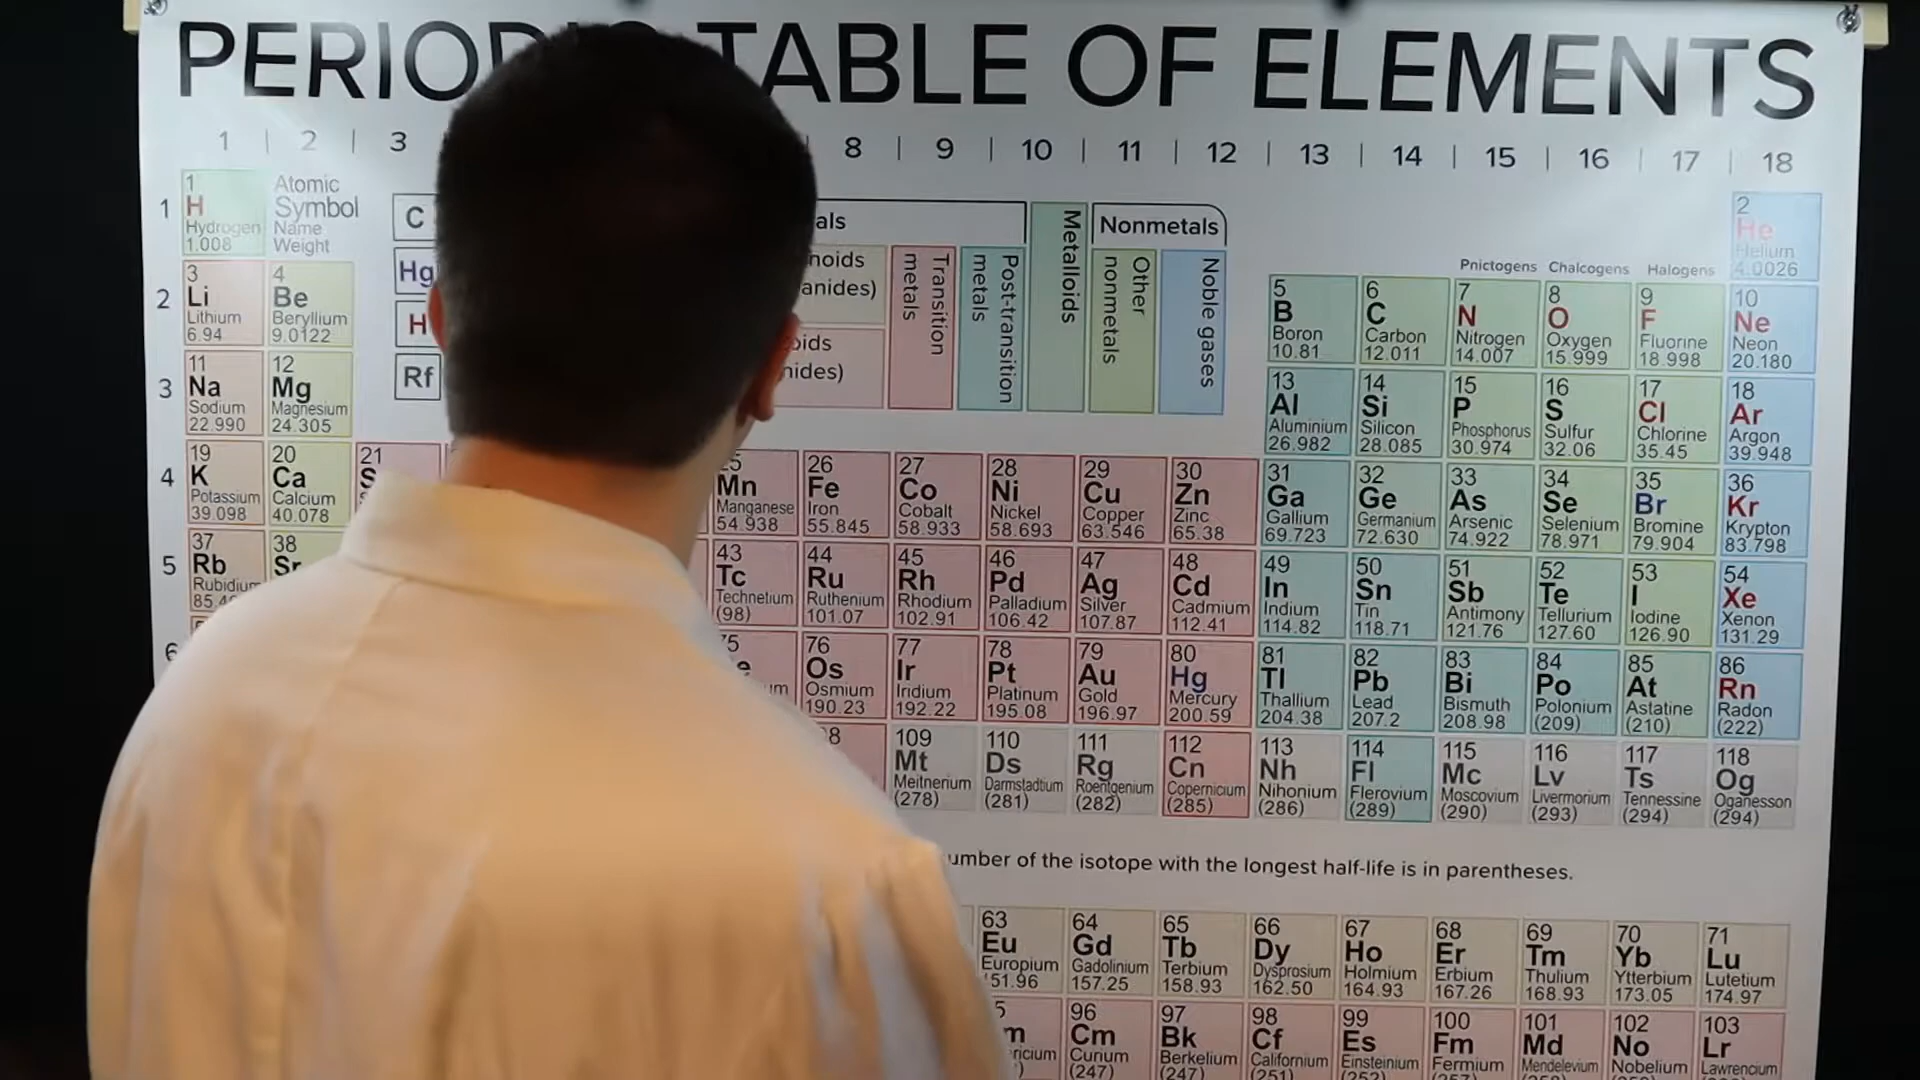 TABLE OF ELEMENTS
1 | 2 | 3 8 | 9 | 10 | 11 | 12 | 13 | 14 | 15 | 16 | 17 | 18
1
1
H
Hydrogen
1.008
Atomic
Symbol
Name
Weight
C
Hg
H
Rf
Transition
metals
Post-transition
metals
Metalloids
Nonmetals
Other
nonmetals
Noble gases
2
He
Helium
4.0026
Pnictogens Chalcogens Halogens
2
3
Li
Lithium
6.94
4
Be
Beryllium
9.0122
5
B
Boron
10.81
6
C
Carbon
12.011
7
N
Nitrogen
14.007
8
O
Oxygen
15.999
9
F
Fluorine
18.998
10
Ne
Neon
20.180
3
11
Na
Sodium
22.990
12
Mg
Magnesium
24.305
13
Al
Aluminium
26.982
14
Si
Silicon
28.085
15
P
Phosphorus
30.974
16
S
Sulfur
32.06
17
Cl
Chlorine
35.45
18
Ar
Argon
39.948
4
19
K
Potassium
39.098
20
Ca
Calcium
40.078
21
Mn
Manganese
54.938
26
Fe
Iron
55.845
27
Co
Cobalt
58.933
28
Ni
Nickel
58.693
29
Cu
Copper
63.546
30
Zn
Zinc
65.38
31
Ga
Gallium
69.723
32
Ge
Germanium
72.630
33
As
Arsenic
74.922
34
Se
Selenium
78.971
35
Br
Bromine
79.904
36
Kr
Krypton
83.798
5
37
Rb
Rubidium
38
Sr
43
Tc
Technetium
(98)
44
Ru
Ruthenium
101.07
45
Rh
Rhodium
102.91
46
Pd
Palladium
106.42
47
Ag
Silver
107.87
48
Cd
Cadmium
112.41
49
In
Indium
114.82
50
Sn
Tin
118.71
51
Sb
Antimony
121.76
52
Te
Tellurium
127.60
53
I
Iodine
126.90
54
Xe
Xenon
131.29
6
76
Os
Osmium
190.23
77
Ir
Iridium
192.22
78
Pt
Platinum
195.08
79
Au
Gold
196.97
80
Hg
Mercury
200.59
81
Tl
Thallium
204.38
82
Pb
Lead
207.2
83
Bi
Bismuth
208.98
84
Po
Polonium
(209)
85
At
Astatine
(210)
86
Rn
Radon
(222)
109
Mt
Meitnerium
(278)
110
Ds
Darmstadtium
(281)
111
Rg
Roentgenium
(282)
112
Cn
Copernicium
(285)
113
Nh
Nihonium
(286)
114
Fl
Flerovium
(289)
115
Mc
Moscovium
(290)
116
Lv
Livermorium
(293)
117
Ts
Tennessine
(294)
118
Og
Oganesson
(294)
of the isotope with the longest half-life is in parentheses.
63
Eu
Europium
151.96
64
Gd
Gadolinium
157.25
65
Tb
Terbium
158.93
66
Dy
Dysprosium
162.50
67
Ho
Holmium
164.93
68
Er
Erbium
167.26
69
Tm
Thulium
168.93
70
Yb
Ytterbium
173.05
71
Lu
Lutetium
174.97
96
Cm
Curium
(247)
97
Bk
Berkelium
(247)
98
Cf
Californium
(251)
99
Es
Einsteinium
(252)
100
Fm
Fermium
(257)
101
Md
Mendelevium
102
No
Nobelium
103
Lr
Lawrencium